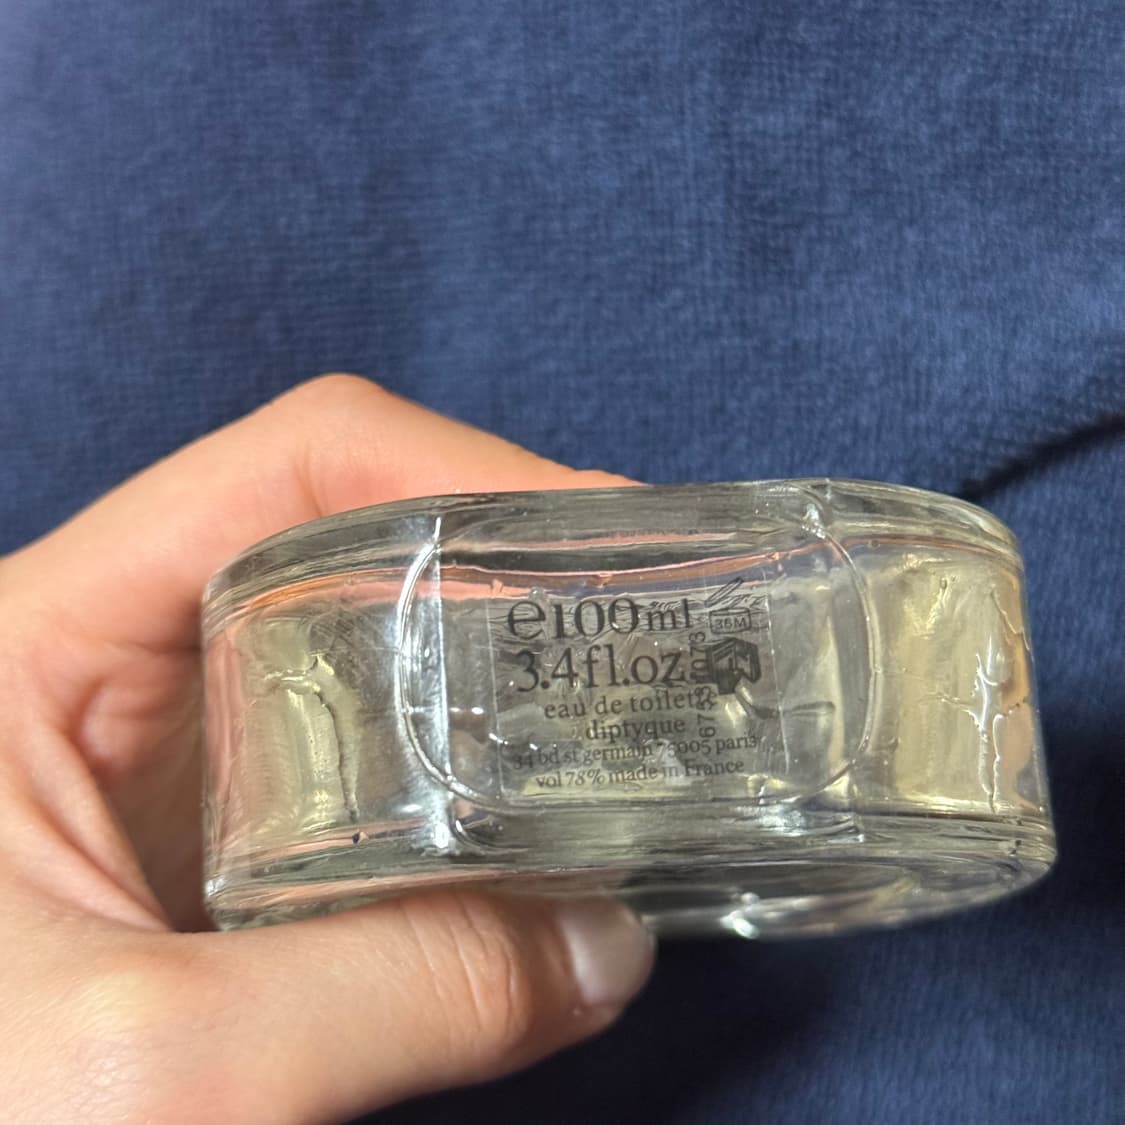 e100ml
3.4fl.oz
eau de toilette
diptyque
34 bd st germain 75005 paris
vol 78% made in France
36M